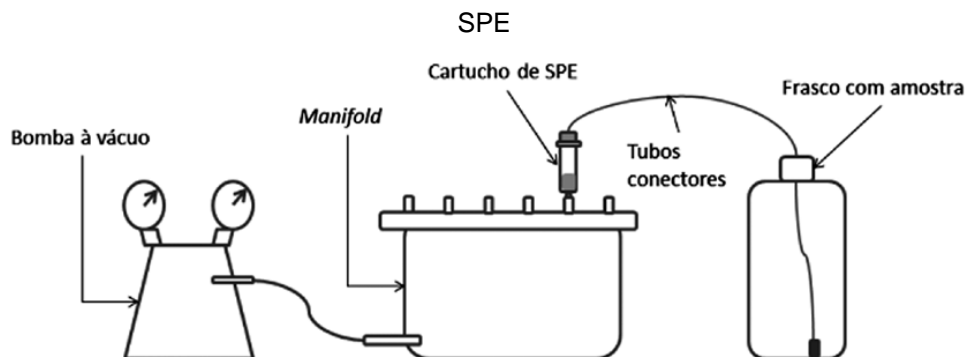 SPE
Cartucho de SPE
Frasco com amostra
Manifold
Bomba à vácuo
Tubos
conectores